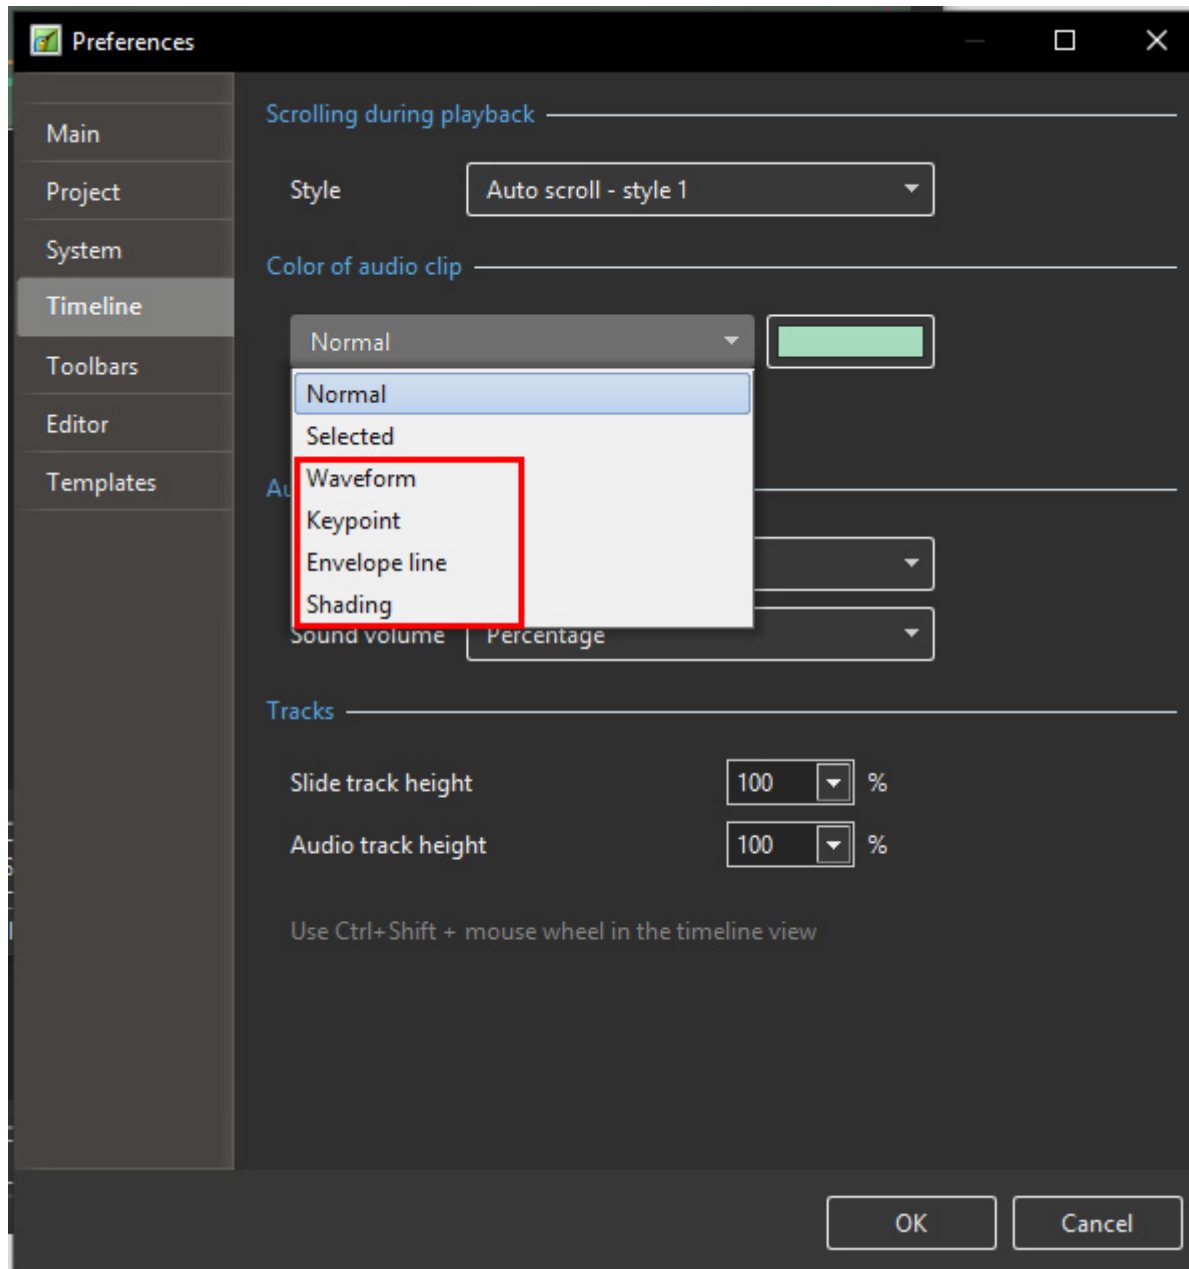 Preferences
Main
Project
System
Timeline
Toolbars
Editor
Templates
Scrolling during playback
Style Auto scroll - style 1
Color of audio clip
Normal
Normal
Selected
Waveform
Keypoint
Envelope line
Shading
Sound volume Percentage
Tracks
Slide track height 100 %
Audio track height 100 %
Use Ctrl+Shift + mouse wheel in the timeline view
OK Cancel